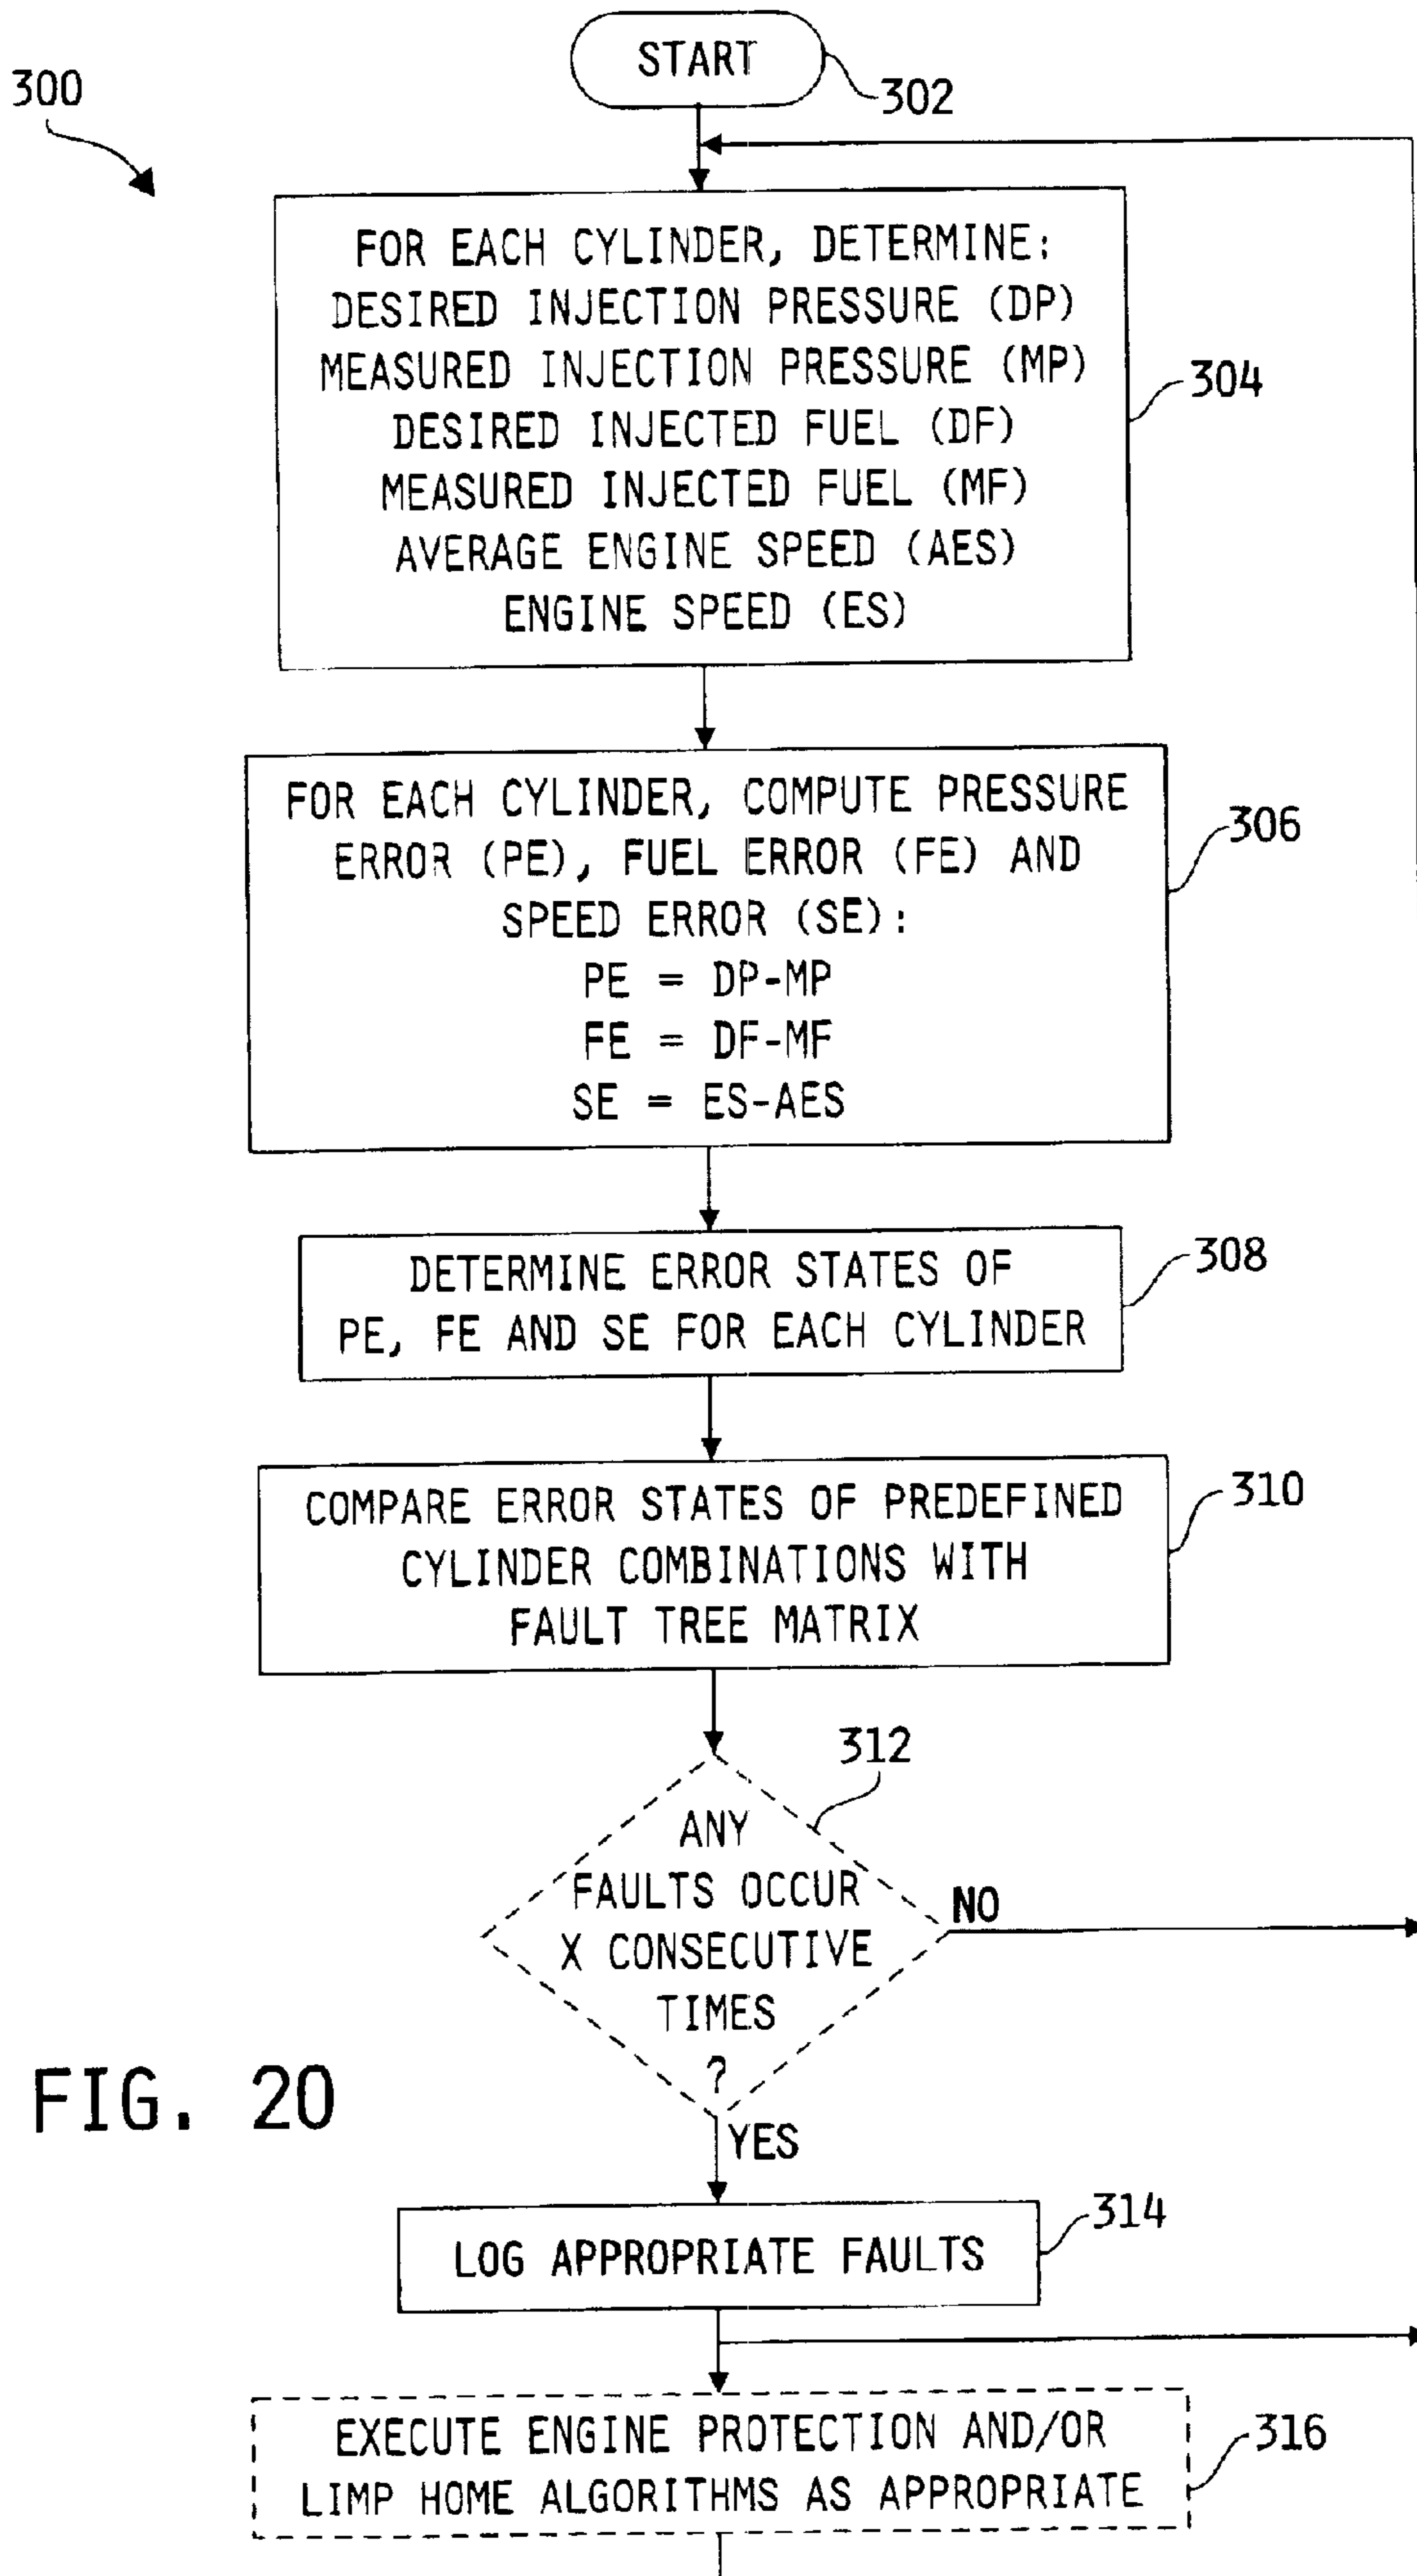 START
302
300
FOR EACH CYLINDER, DETERMINE:
DESIRED INJECTION PRESSURE (DP)
MEASURED INJECTION PRESSURE (MP)
DESIRED INJECTED FUEL (DF)
MEASURED INJECTED FUEL (MF)
AVERAGE ENGINE SPEED (AES)
ENGINE SPEED (ES)
304
FOR EACH CYLINDER, COMPUTE PRESSURE
ERROR (PE), FUEL ERROR (FE) AND
SPEED ERROR (SE):
PE = DP-MP
FE = DF-MF
SE = ES-AES
306
DETERMINE ERROR STATES OF
PE, FE AND SE FOR EACH CYLINDER
308
COMPARE ERROR STATES OF PREDEFINED
CYLINDER COMBINATIONS WITH
FAULT TREE MATRIX
310
312
ANY
FAULTS OCCUR
X CONSECUTIVE
TIMES
?
NO
YES
FIG. 20
LOG APPROPRIATE FAULTS
314
EXECUTE ENGINE PROTECTION AND/OR
LIMP HOME ALGORITHMS AS APPROPRIATE
316